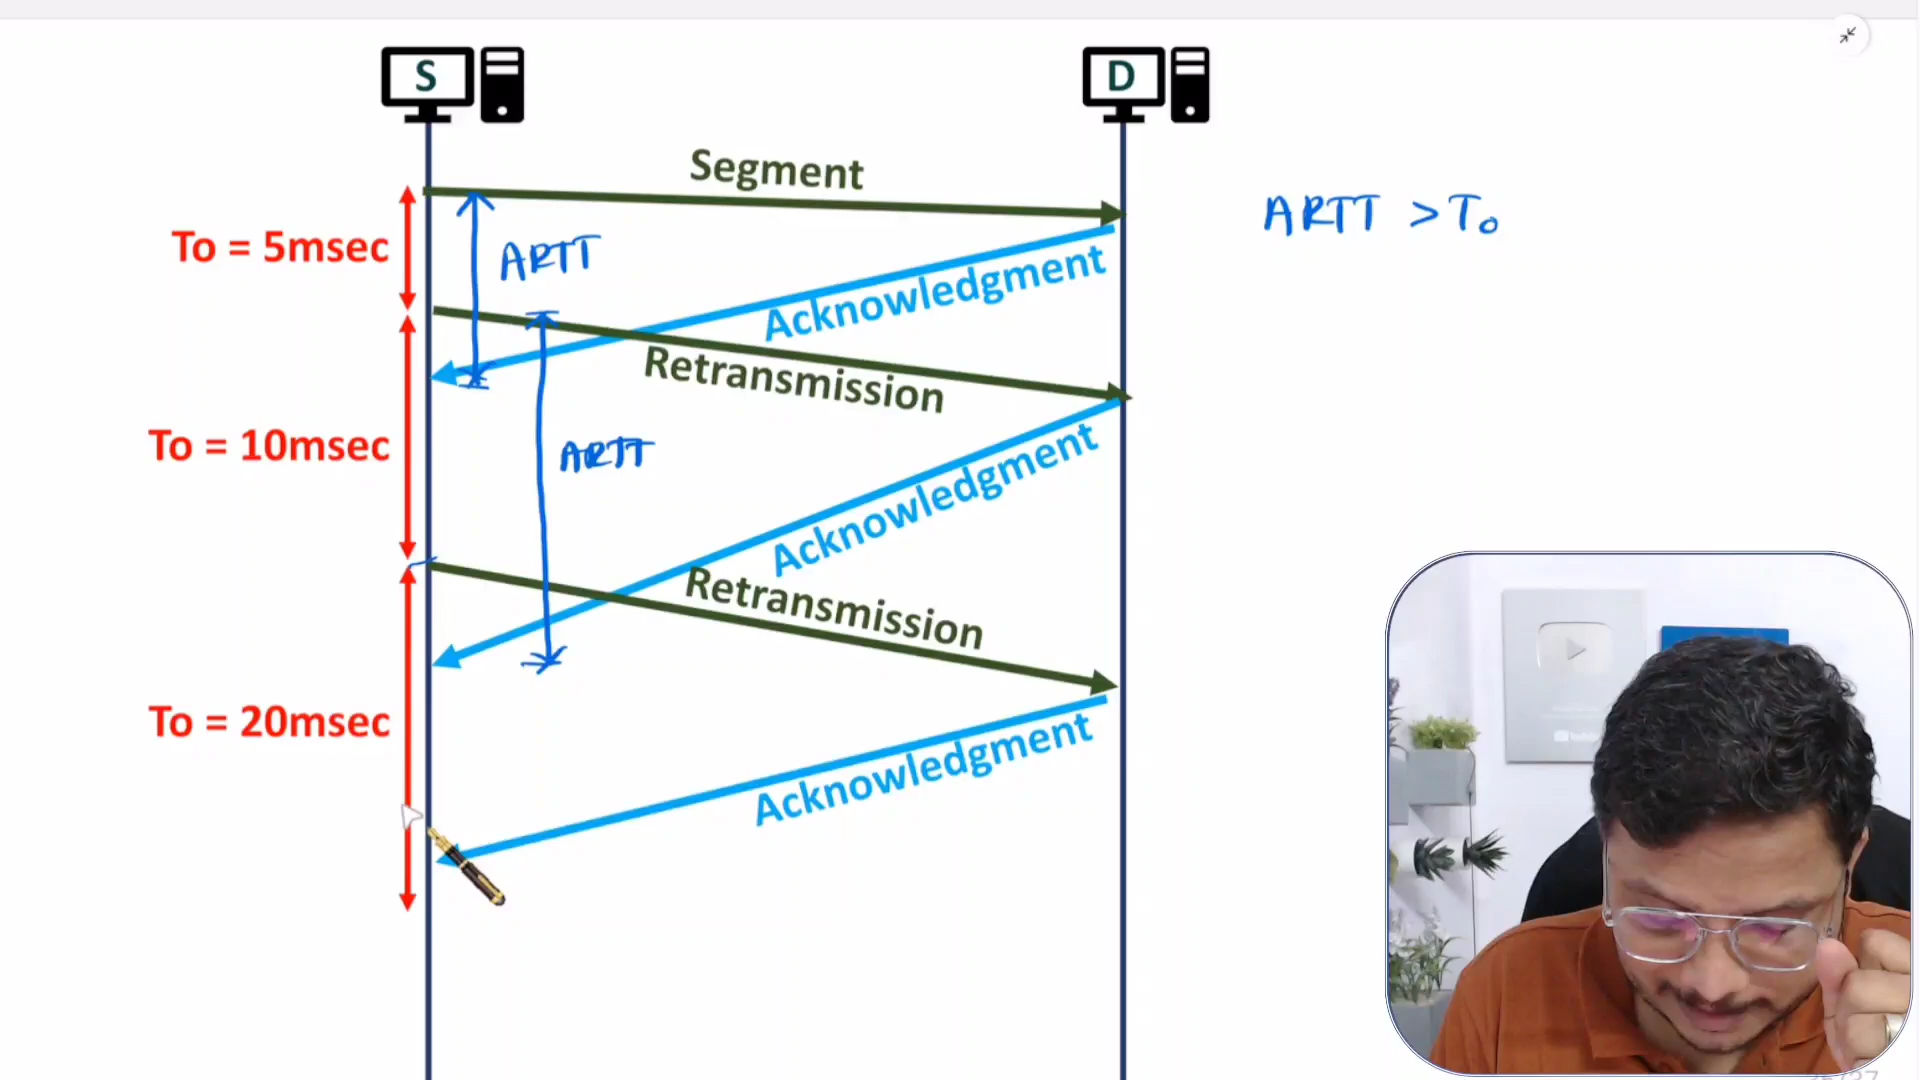 S
D
Segment
To = 5msec
ARTT
ARTT > To
Acknowledgment
Retransmission
To = 10msec
ARTT
Acknowledgment
Retransmission
To = 20msec
Acknowledgment